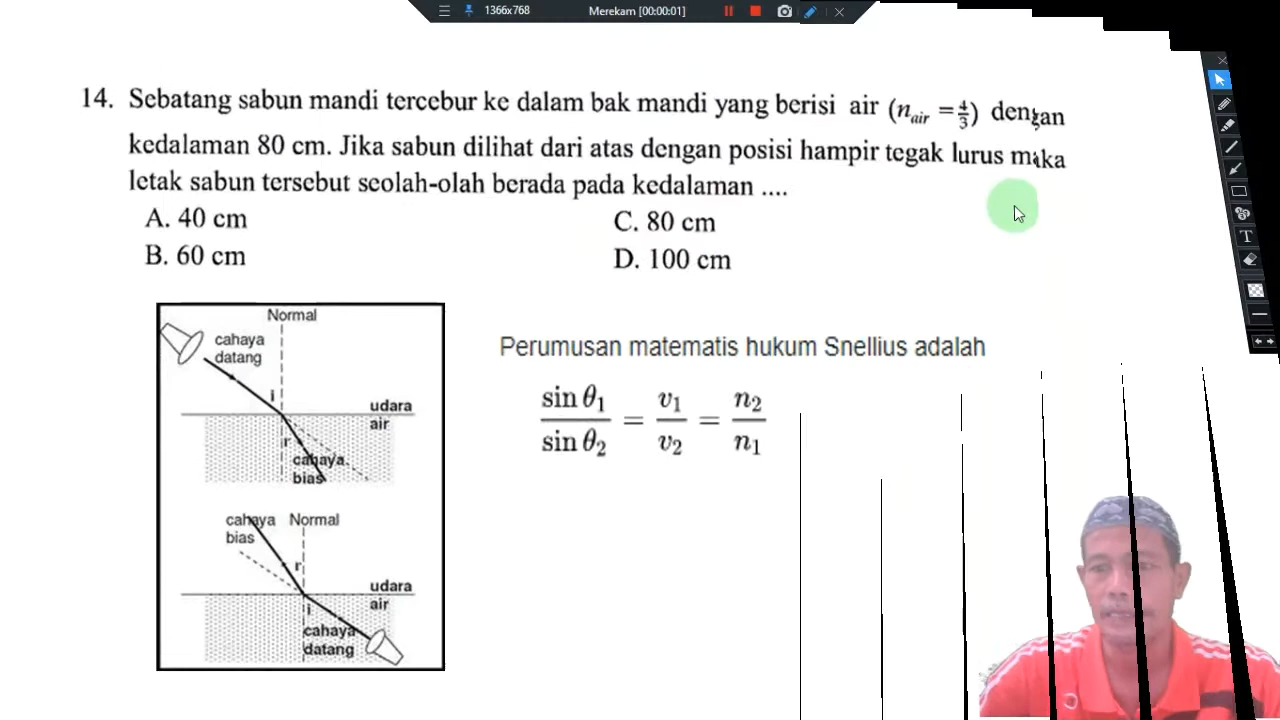 1366x768 Merekam [00:00:01]
14. Sebatang sabun mandi tercebur ke dalam bak mandi yang berisi air (n_air = 4/3) dengan
kedalaman 80 cm. Jika sabun dilihat dari atas dengan posisi hampir tegak lurus maka
letak sabun tersebut seolah-olah berada pada kedalaman ....
A. 40 cm
C. 80 cm
B. 60 cm
D. 100 cm
Normal
cahaya
datang
i
udara
air
r
cahaya
bias
cahaya Normal
bias
r
udara
air
i
cahaya
datang
Perumusan matematis hukum Snellius adalah
sin θ₁ / sin θ₂ = v₁ / v₂ = n₂ / n₁
T